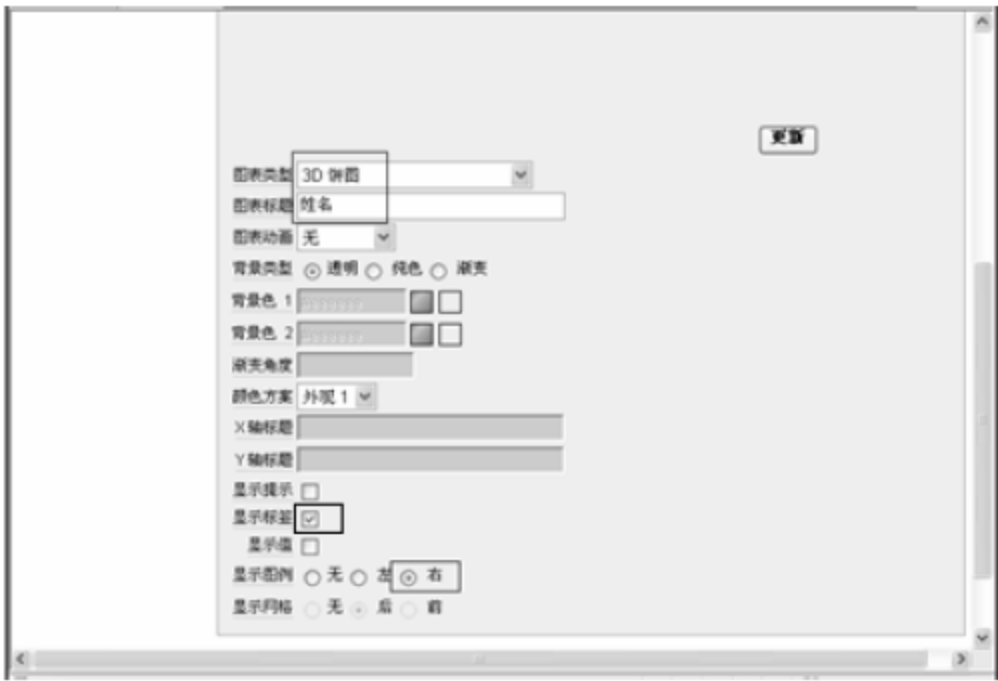 更新
图表类型 3D 饼图
图表标题 姓名
图表动画 无
背景类型 透明 纯色 渐变
背景色 1
背景色 2
渐变角度
颜色方案 外观 1
X 轴标题
Y 轴标题
显示提示
显示标签
显示值
显示图例 无 左 右
显示网格 无 后 前